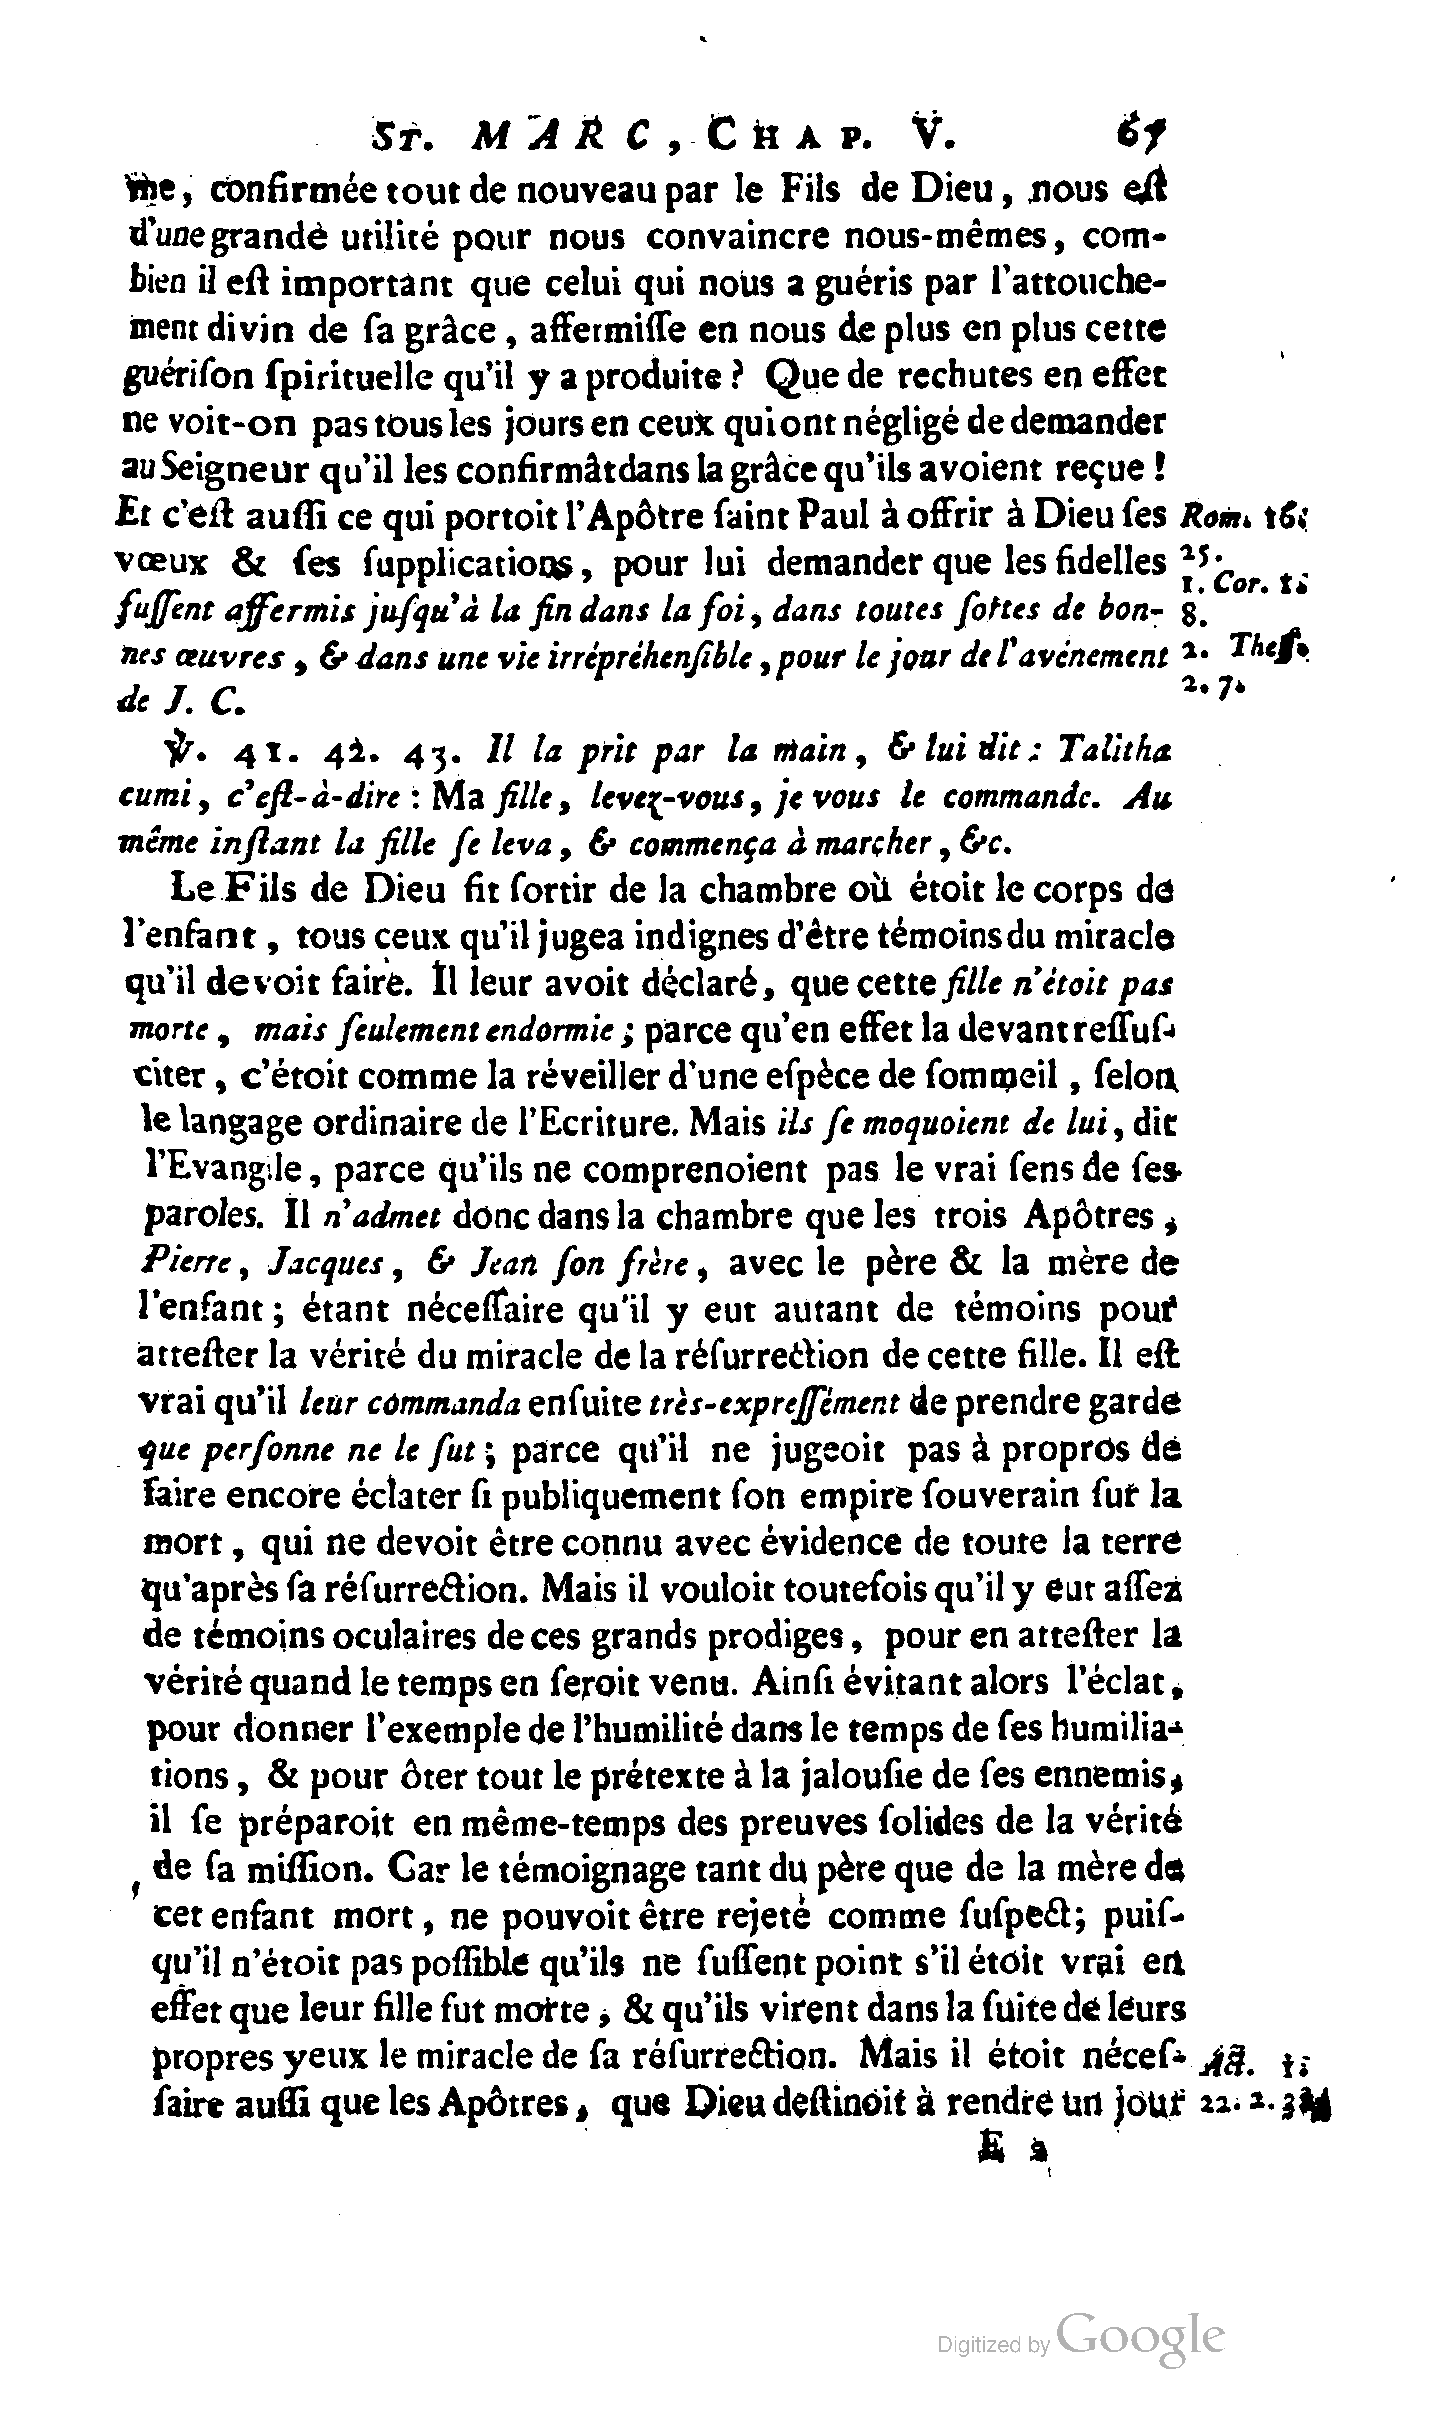 ST. MARC, CHAP. V. 67
me, confirmée tout de nouveau par le Fils de Dieu, nous eſt
d'une grande utilité pour nous convaincre nous-mêmes, com-
bien il eſt important que celui qui nous a guéris par l'attouche-
ment divin de ſa grâce, affermiſſe en nous de plus en plus cette
guériſon ſpirituelle qu'il y a produite ? Que de rechutes en effet
ne voit-on pas tous les jours en ceux qui ont négligé de demander
au Seigneur qu'il les confirmât dans la grâce qu'ils avoient reçue !
Et c'eſt auſſi ce qui portoit l'Apôtre ſaint Paul à offrir à Dieu ſes
vœux & ſes ſupplications, pour lui demander que les fidelles
fuſſent affermis juſqu'à la fin dans la foi, dans toutes ſortes de bon-
nes œuvres, & dans une vie irrépréhenſible, pour le jour de l'avénement
de J. C.
Rom. 16.
25.
1. Cor. 1.
8.
2. Theſſ.
2. 7.
℣. 41. 42. 43. Il la prit par la main, & lui dit : Talitha
cumi, c'eſt-à-dire : Ma fille, levez-vous, je vous le commande. Au
même inſtant la fille ſe leva, & commença à marcher, &c.
Le Fils de Dieu fit ſortir de la chambre où étoit le corps de
l'enfant, tous ceux qu'il jugea indignes d'être témoins du miracle
qu'il devoit faire. Il leur avoit déclaré, que cette fille n'étoit pas
morte, mais ſeulement endormie ; parce qu'en effet la devant reſſuſ-
citer, c'étoit comme la réveiller d'une eſpèce de ſommeil, ſelon
le langage ordinaire de l'Ecriture. Mais ils ſe moquoient de lui, dit
l'Evangile, parce qu'ils ne comprenoient pas le vrai ſens de ſes
paroles. Il n'admet donc dans la chambre que les trois Apôtres,
Pierre, Jacques, & Jean ſon frère, avec le père & la mère de
l'enfant ; étant néceſſaire qu'il y eut autant de témoins pour
atteſter la vérité du miracle de la réſurrection de cette fille. Il eſt
vrai qu'il leur commanda enſuite très-expreſſément de prendre garde
que perſonne ne le ſut ; parce qu'il ne jugeoit pas à propros de
faire encore éclater ſi publiquement ſon empire ſouverain ſur la
mort, qui ne devoit être connu avec évidence de toute la terre
qu'après ſa réſurrection. Mais il vouloit toutefois qu'il y eut aſſez
de témoins oculaires de ces grands prodiges, pour en atteſter la
vérité quand le temps en ſeroit venu. Ainſi évitant alors l'éclat,
pour donner l'exemple de l'humilité dans le temps de ſes humilia-
tions, & pour ôter tout le prétexte à la jalouſie de ſes ennemis,
il ſe préparoit en même-temps des preuves ſolides de la vérité
de ſa miſſion. Car le témoignage tant du père que de la mère de
cet enfant mort, ne pouvoit être rejeté comme ſuſpect; puiſ-
qu'il n'étoit pas poſſible qu'ils ne ſuſſent point s'il étoit vrai en
effet que leur fille fut morte, & qu'ils virent dans la ſuite de leurs
propres yeux le miracle de ſa réſurrection. Mais il étoit néceſ-
ſaire auſſi que les Apôtres, que Dieu deſtinoit à rendre un jour
Act. 1.
22. 2.
E 2
Digitized by Google